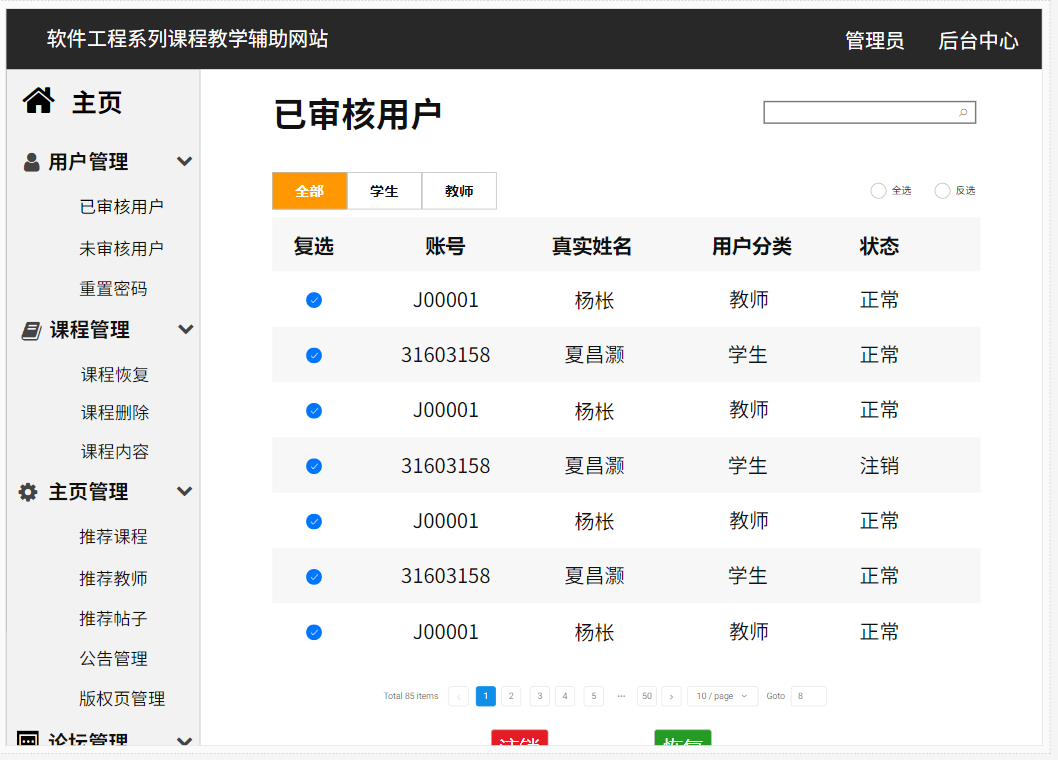 软件工程系列课程教学辅助网站 管理员 后台中心
主页
用户管理
已审核用户
未审核用户
重置密码
课程管理
课程恢复
课程删除
课程内容
主页管理
推荐课程
推荐教师
推荐帖子
公告管理
版权页管理
论坛管理
已审核用户
全部 学生 教师 全选 反选
复选 账号 真实姓名 用户分类 状态
J00001 杨枨 教师 正常
31603158 夏昌灏 学生 正常
J00001 杨枨 教师 正常
31603158 夏昌灏 学生 注销
J00001 杨枨 教师 正常
31603158 夏昌灏 学生 正常
J00001 杨枨 教师 正常
Total 85 items 1 2 3 4 5 ··· 50 10 / page Goto 8
注销 恢复